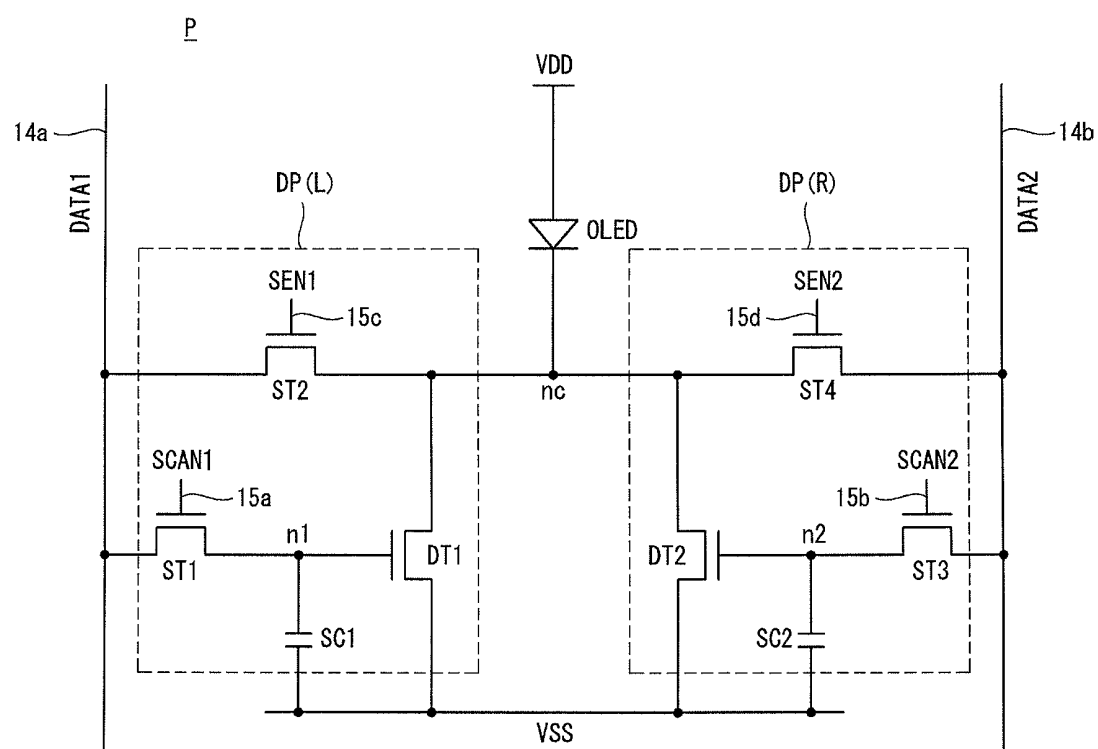 P
VDD
14a
14b
DATA1
DATA2
DP(L)
DP(R)
OLED
SEN1
15c
SEN2
15d
ST2
nc
ST4
SCAN1
15a
SCAN2
15b
n1
DT1
DT2
n2
ST1
ST3
SC1
SC2
VSS